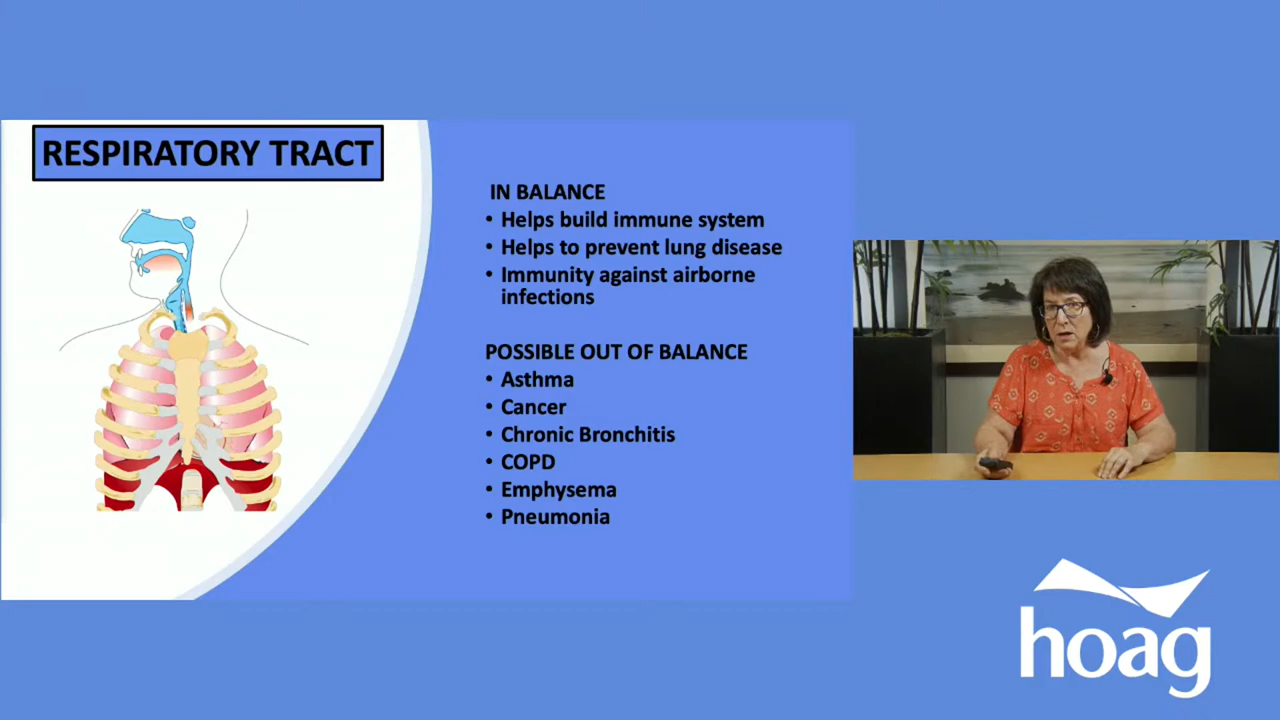 RESPIRATORY TRACT
IN BALANCE
• Helps build immune system
• Helps to prevent lung disease
• Immunity against airborne
infections
POSSIBLE OUT OF BALANCE
• Asthma
• Cancer
• Chronic Bronchitis
• COPD
• Emphysema
• Pneumonia
hoag